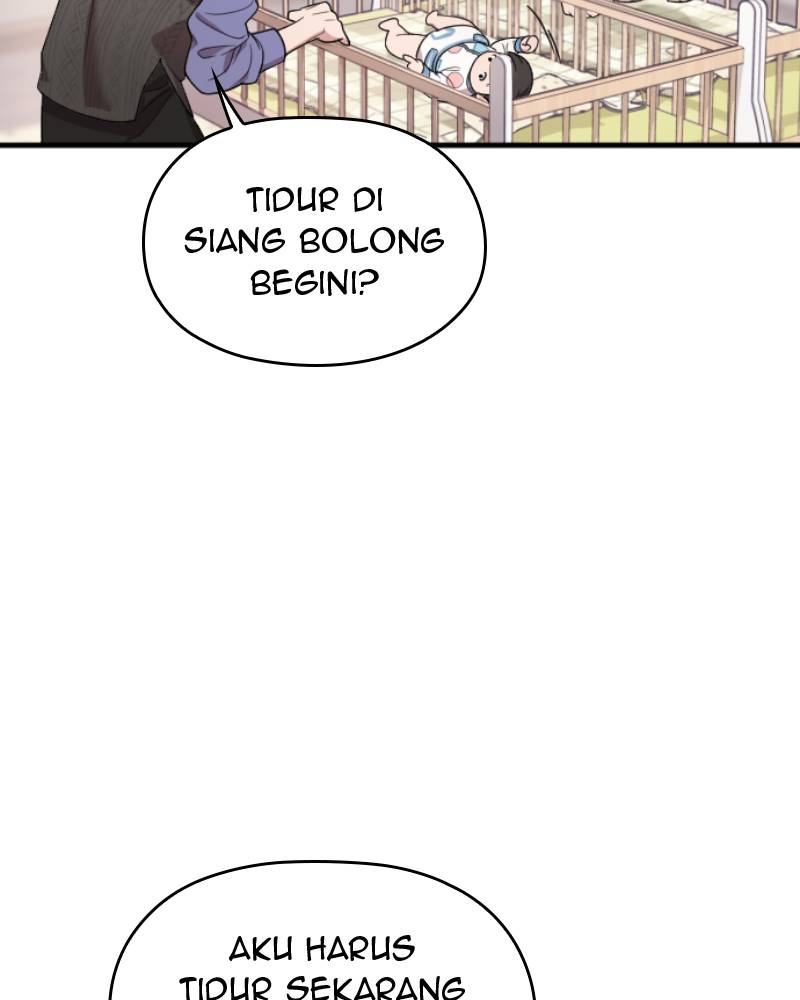 TIDUR DI
SIANG BOLONG
BEGINI?
AKU HARUS
TIDUR SEKARANG